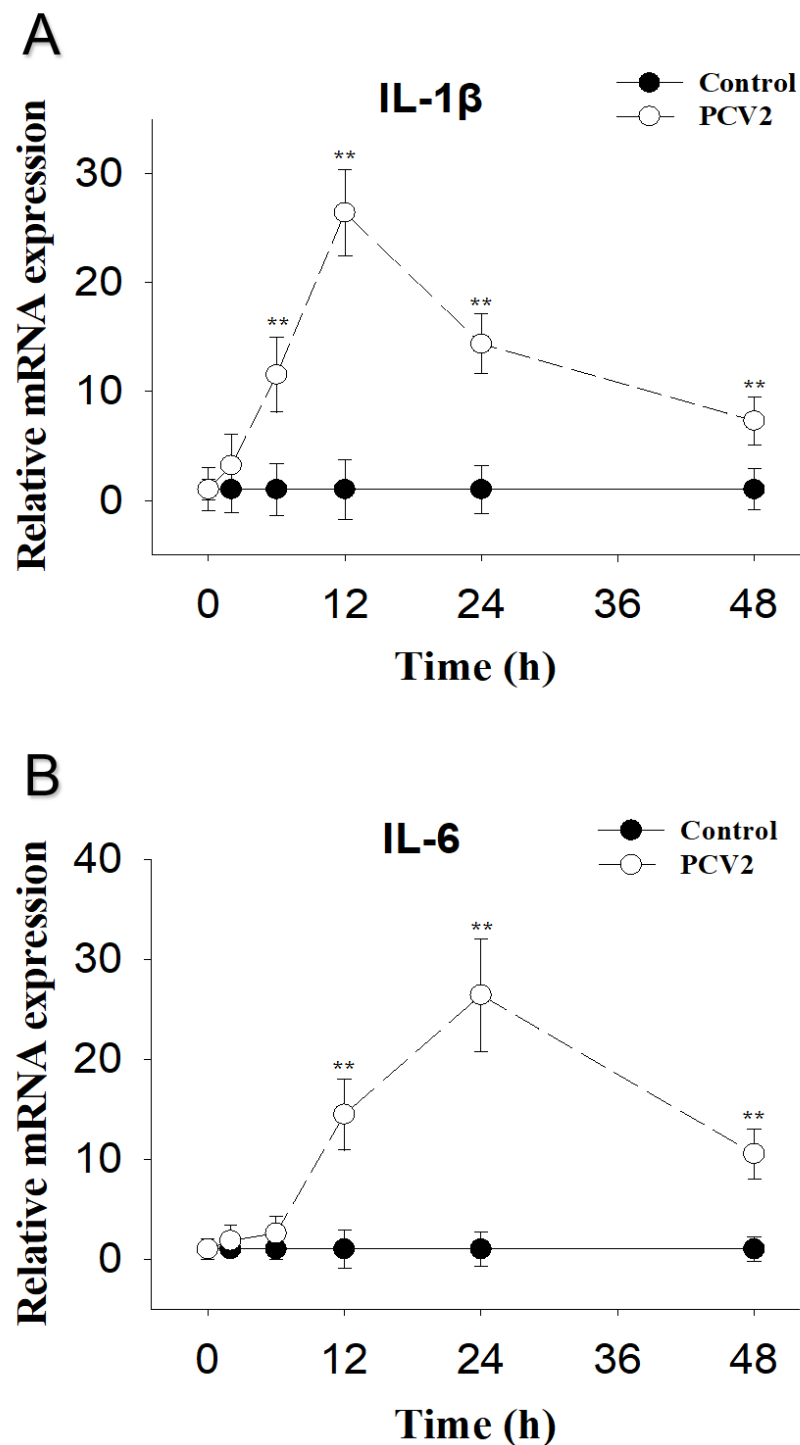 A
IL-1β
Control
PCV2
Relative mRNA expression
30
20
10
0
**
**
**
**
0 12 24 36 48
Time (h)
B
IL-6
Control
PCV2
Relative mRNA expression
40
30
20
10
0
**
**
**
0 12 24 36 48
Time (h)